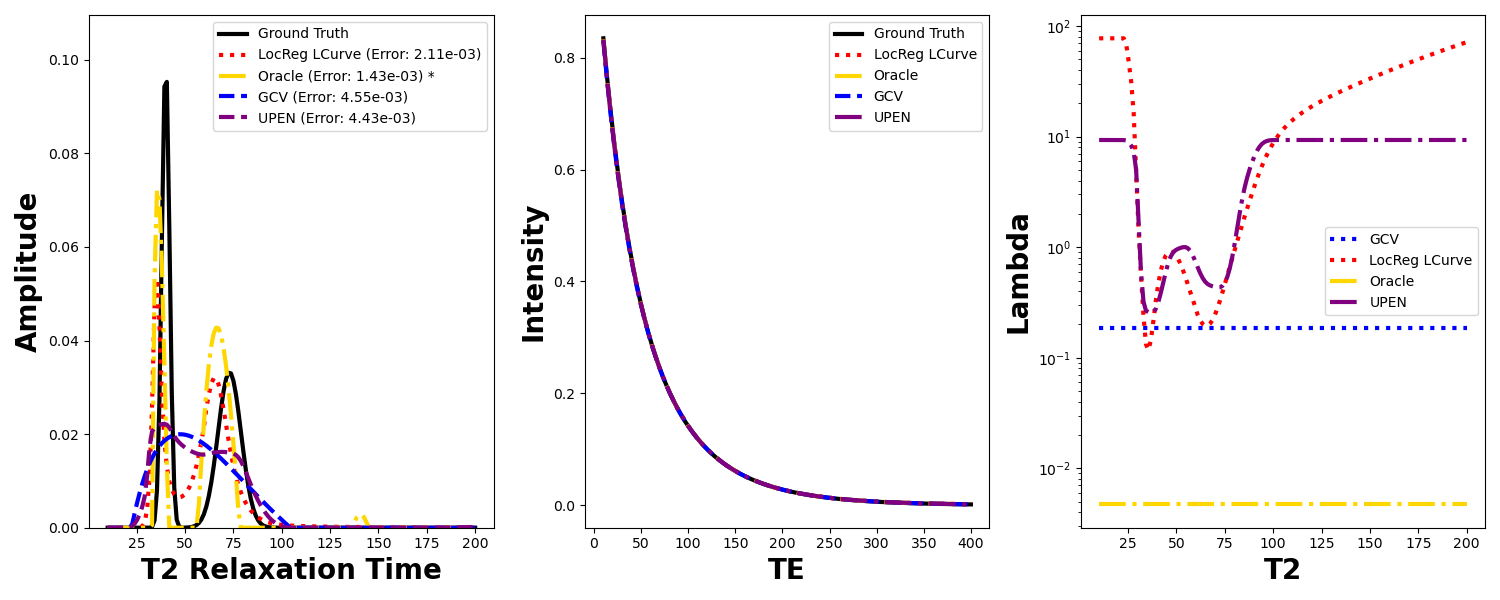 Amplitude
0.10
0.08
0.06
0.04
0.02
0.00
25 50 75 100 125 150 175 200
T2 Relaxation Time
Ground Truth
LocReg LCurve (Error: 2.11e-03)
Oracle (Error: 1.43e-03) *
GCV (Error: 4.55e-03)
UPEN (Error: 4.43e-03)
Intensity
0.8
0.6
0.4
0.2
0.0
0 50 100 150 200 250 300 350 400
TE
Ground Truth
LocReg LCurve
Oracle
GCV
UPEN
Lambda
10²
10¹
10⁰
10⁻¹
10⁻²
25 50 75 100 125 150 175 200
T2
GCV
LocReg LCurve
Oracle
UPEN